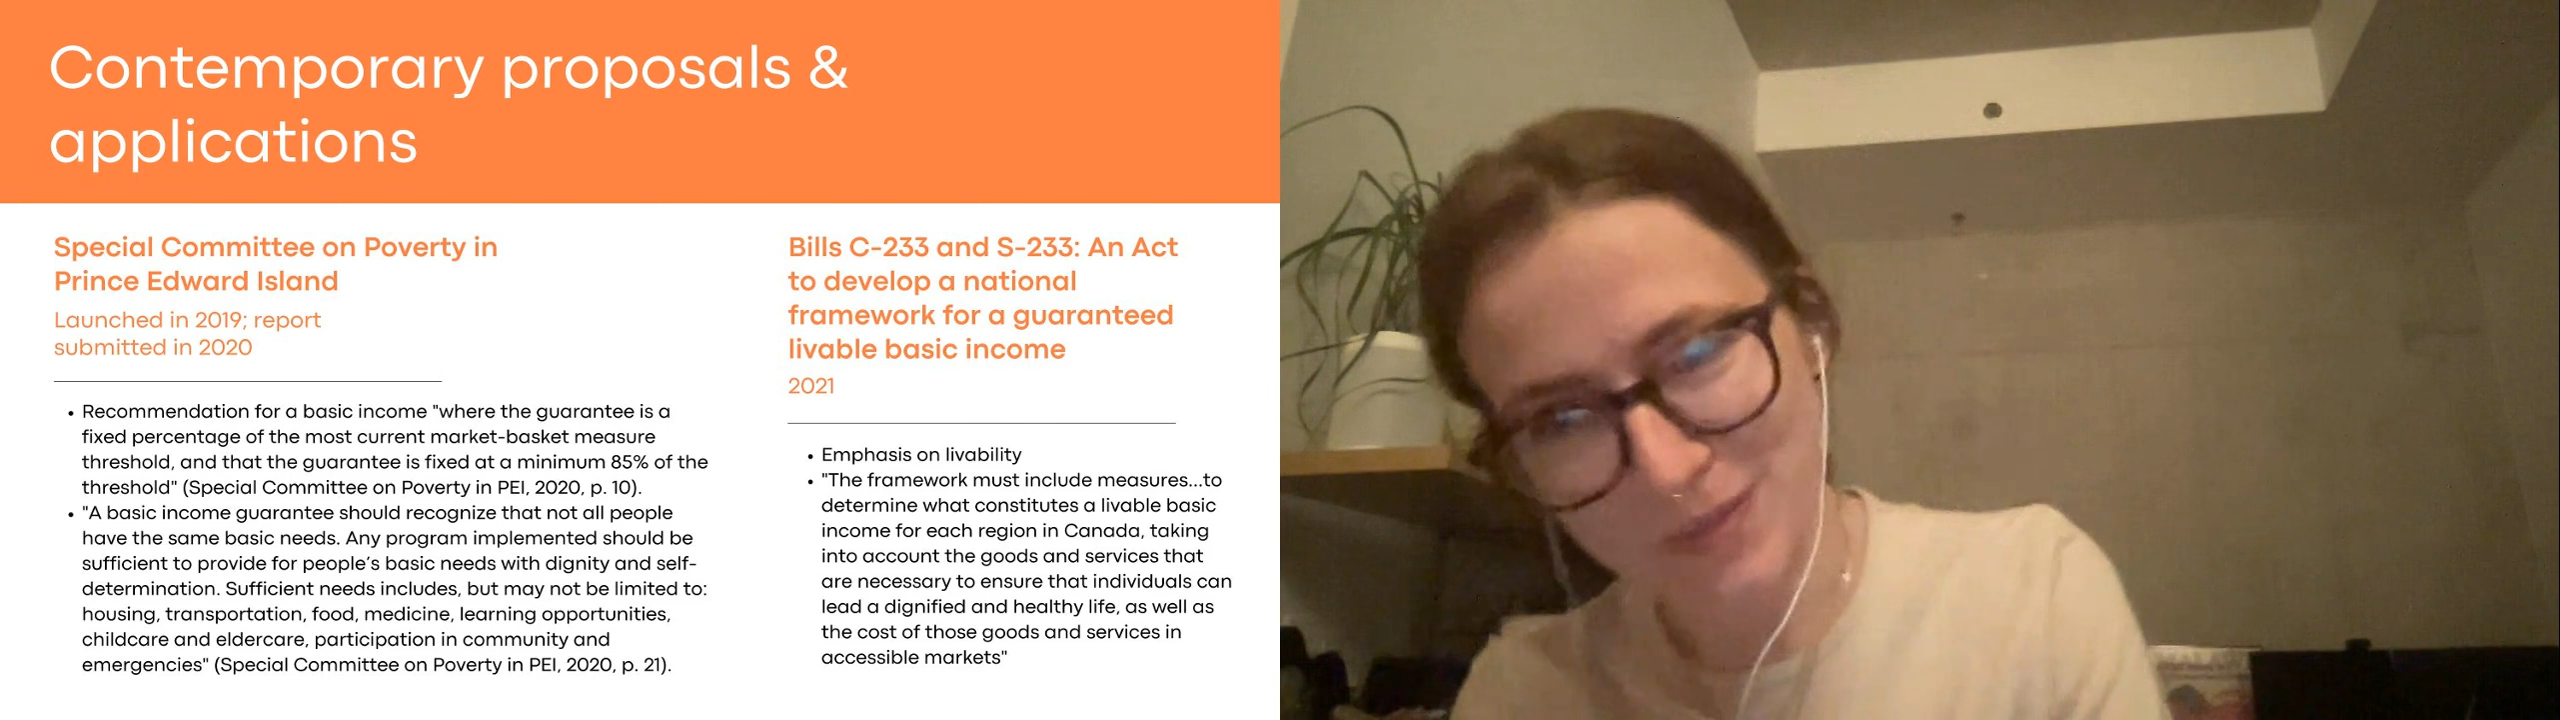 Contemporary proposals &
applications
Special Committee on Poverty in
Prince Edward Island
Launched in 2019; report
submitted in 2020
• Recommendation for a basic income "where the guarantee is a
fixed percentage of the most current market-basket measure
threshold, and that the guarantee is fixed at a minimum 85% of the
threshold" (Special Committee on Poverty in PEI, 2020, p. 10).
• "A basic income guarantee should recognize that not all people
have the same basic needs. Any program implemented should be
sufficient to provide for people's basic needs with dignity and self-
determination. Sufficient needs includes, but may not be limited to:
housing, transportation, food, medicine, learning opportunities,
childcare and eldercare, participation in community and
emergencies" (Special Committee on Poverty in PEI, 2020, p. 21).
Bills C-233 and S-233: An Act
to develop a national
framework for a guaranteed
livable basic income
2021
• Emphasis on livability
• "The framework must include measures...to
determine what constitutes a livable basic
income for each region in Canada, taking
into account the goods and services that
are necessary to ensure that individuals can
lead a dignified and healthy life, as well as
the cost of those goods and services in
accessible markets"